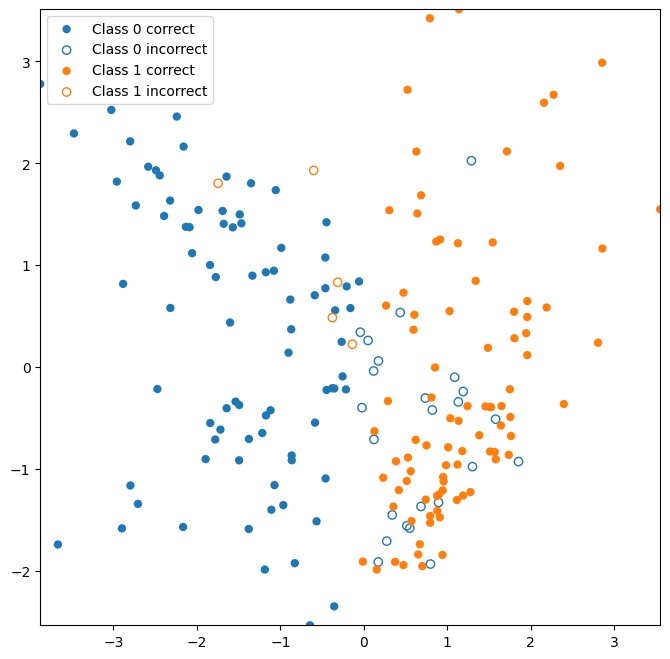 Class 0 correct
Class 0 incorrect
Class 1 correct
Class 1 incorrect
3
2
1
0
−1
−2
−3 −2 −1 0 1 2 3